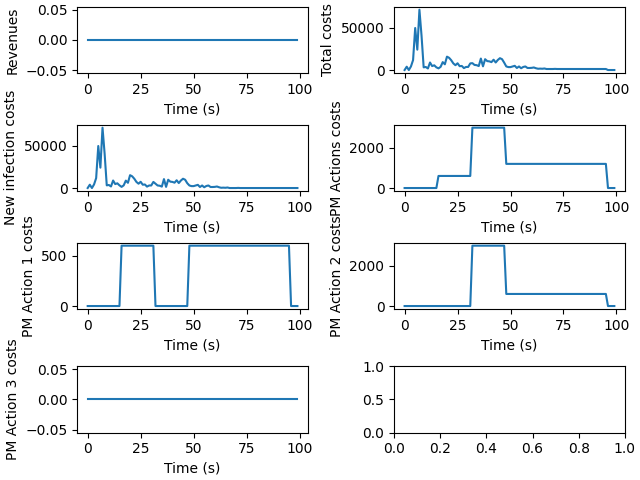 Revenues
0.05
0.00
−0.05
0 25 50 75 100
Time (s)
Total costs
50000
0
0 25 50 75 100
Time (s)
New infection costs
50000
0
0 25 50 75 100
Time (s)
PM Actions costs
2000
0
0 25 50 75 100
Time (s)
PM Action 1 costs
500
0
0 25 50 75 100
Time (s)
PM Action 2 costs
2000
0
0 25 50 75 100
Time (s)
PM Action 3 costs
0.05
0.00
−0.05
0 25 50 75 100
Time (s)
1.0
0.5
0.0
0.0 0.2 0.4 0.6 0.8 1.0